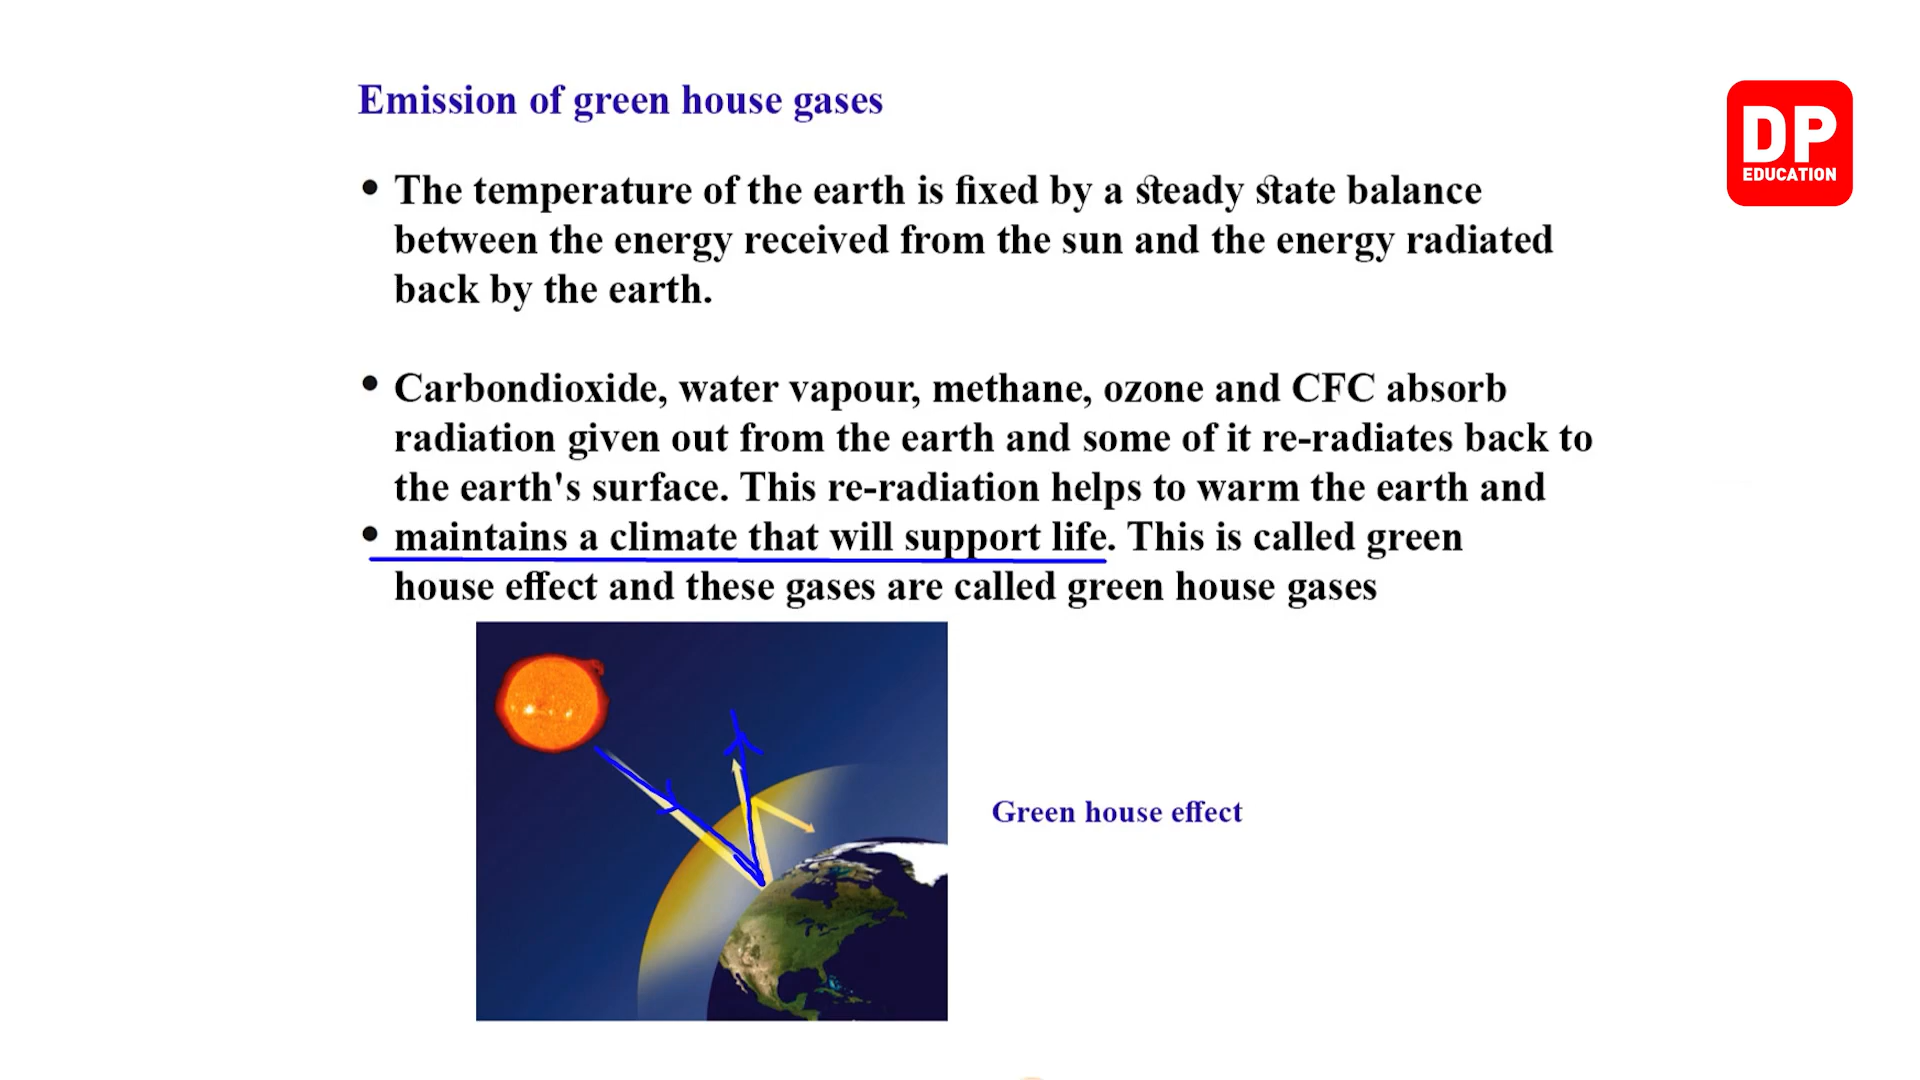 Emission of green house gases
DP
EDUCATION
• The temperature of the earth is fixed by a steady state balance
between the energy received from the sun and the energy radiated
back by the earth.
• Carbondioxide, water vapour, methane, ozone and CFC absorb
radiation given out from the earth and some of it re-radiates back to
the earth's surface. This re-radiation helps to warm the earth and
• maintains a climate that will support life. This is called green
house effect and these gases are called green house gases
Green house effect